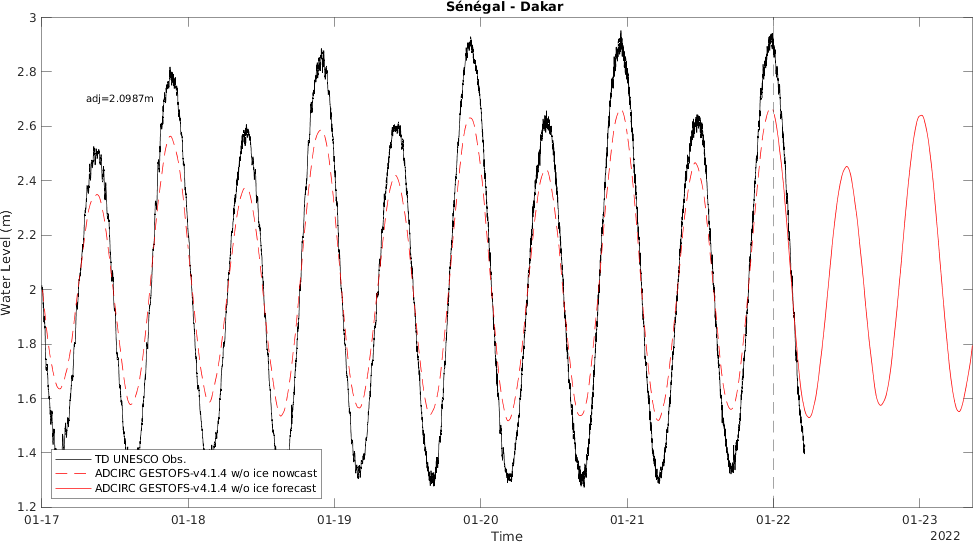 Sénégal - Dakar
3
2.8
adj=2.0987m
2.6
2.4
2.2
2
1.8
1.6
1.4
1.2
Water Level (m)
TD UNESCO Obs.
ADCIRC GESTOFS-v4.1.4 w/o ice nowcast
ADCIRC GESTOFS-v4.1.4 w/o ice forecast
01-17 01-18 01-19 01-20 01-21 01-22 01-23
Time
2022